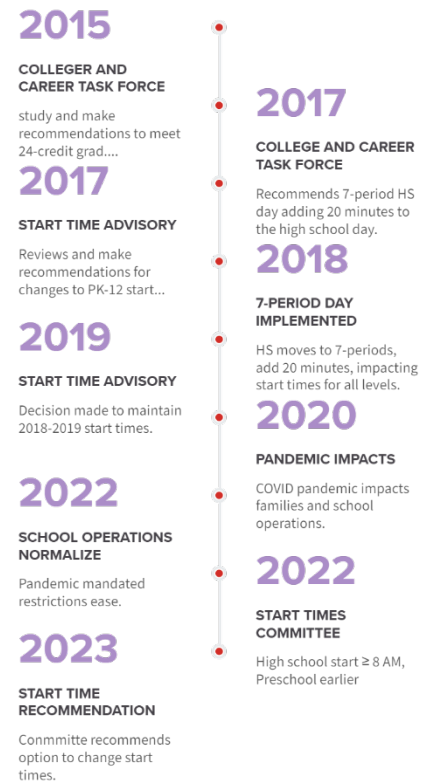 2015
COLLEGER AND
CAREER TASK FORCE
study and make
recommendations to meet
24-credit grad....
2017
COLLEGE AND CAREER
TASK FORCE
Recommends 7-period HS
day adding 20 minutes to
the high school day.
2017
START TIME ADVISORY
Reviews and make
recommendations for
changes to PK-12 start...
2018
7-PERIOD DAY
IMPLEMENTED
HS moves to 7-periods,
add 20 minutes, impacting
start times for all levels.
2019
START TIME ADVISORY
Decision made to maintain
2018-2019 start times.
2020
PANDEMIC IMPACTS
COVID pandemic impacts
families and school
operations.
2022
SCHOOL OPERATIONS
NORMALIZE
Pandemic mandated
restrictions ease.
2022
START TIMES
COMMITTEE
High school start ≥ 8 AM,
Preschool earlier
2023
START TIME
RECOMMENDATION
Conmmitte recommends
option to change start
times.